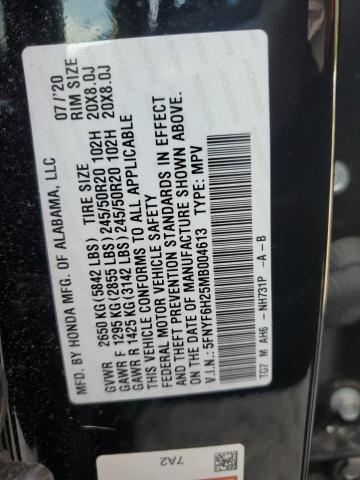 MFD. BY HONDA MFG. OF ALABAMA, LLC 07/'20
TIRE SIZE RIM SIZE
GVWR 2650 KG(5842 LBS)
GAWR F 1295 KG(2855 LBS) 245/50R20 102H 20X8.0J
GAWR R 1425 KG(3142 LBS) 245/50R20 102H 20X8.0J
THIS VEHICLE CONFORMS TO ALL APPLICABLE
FEDERAL MOTOR VEHICLE SAFETY
STANDARDS IN EFFECT ON THE
DATE OF MANUFACTURE SHOWN ABOVE.
V.I.N.: 5FNYF6H25MB004613 TYPE: MPV
TG7 M AH6 -NH731P -A -B
7A2